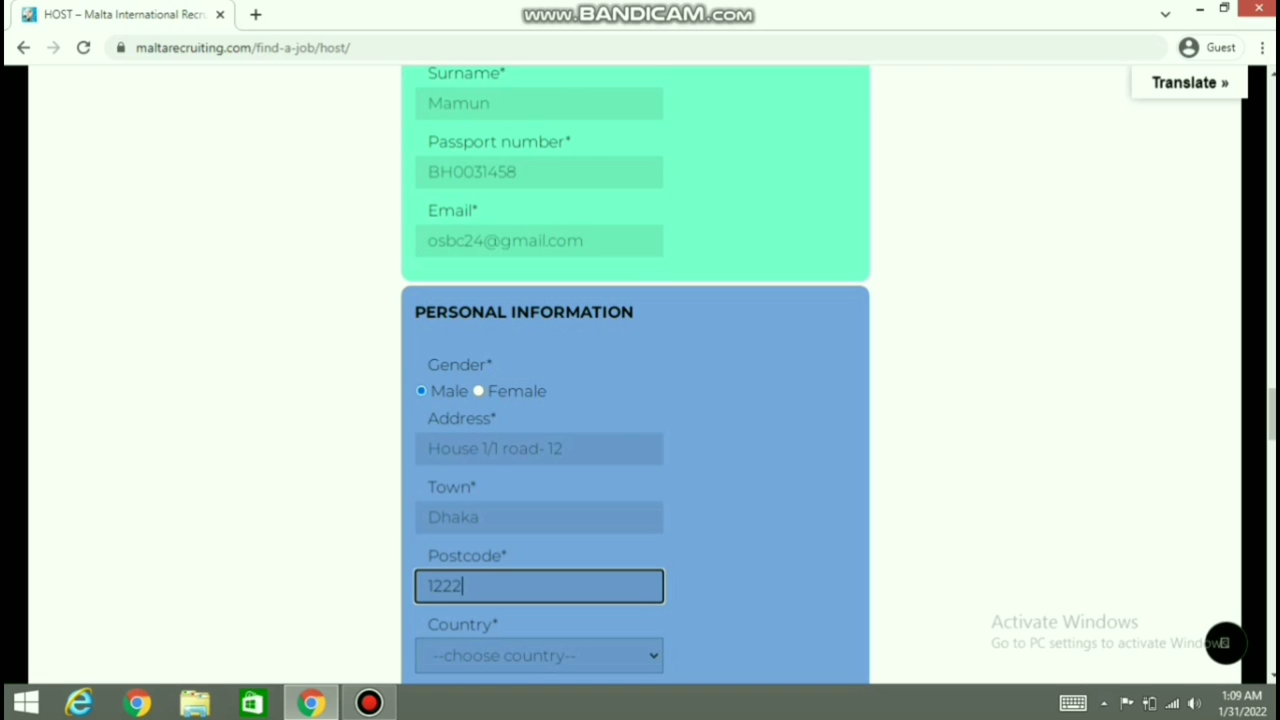 HOST – Malta International Recru
www.BANDICAM.com
maltarecruiting.com/find-a-job/host/
Guest
Translate »
Surname*
Mamun
Passport number*
BH0031458
Email*
osbc24@gmail.com
PERSONAL INFORMATION
Gender*
Male Female
Address*
House 1/1 road- 12
Town*
Dhaka
Postcode*
1222
Country*
--choose country--
Activate Windows
Go to PC settings to activate Windows
1:09 AM
1/31/2022